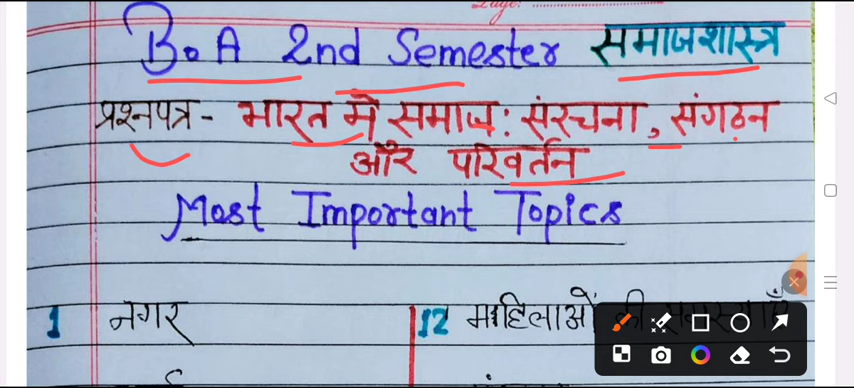 Page:
B.A 2nd Semester समाजशास्त्र
प्रश्नपत्र - भारत में समाज: संरचना, संगठन
और परिवर्तन
Most Important Topics
1 नगर
12 महिलाओं की